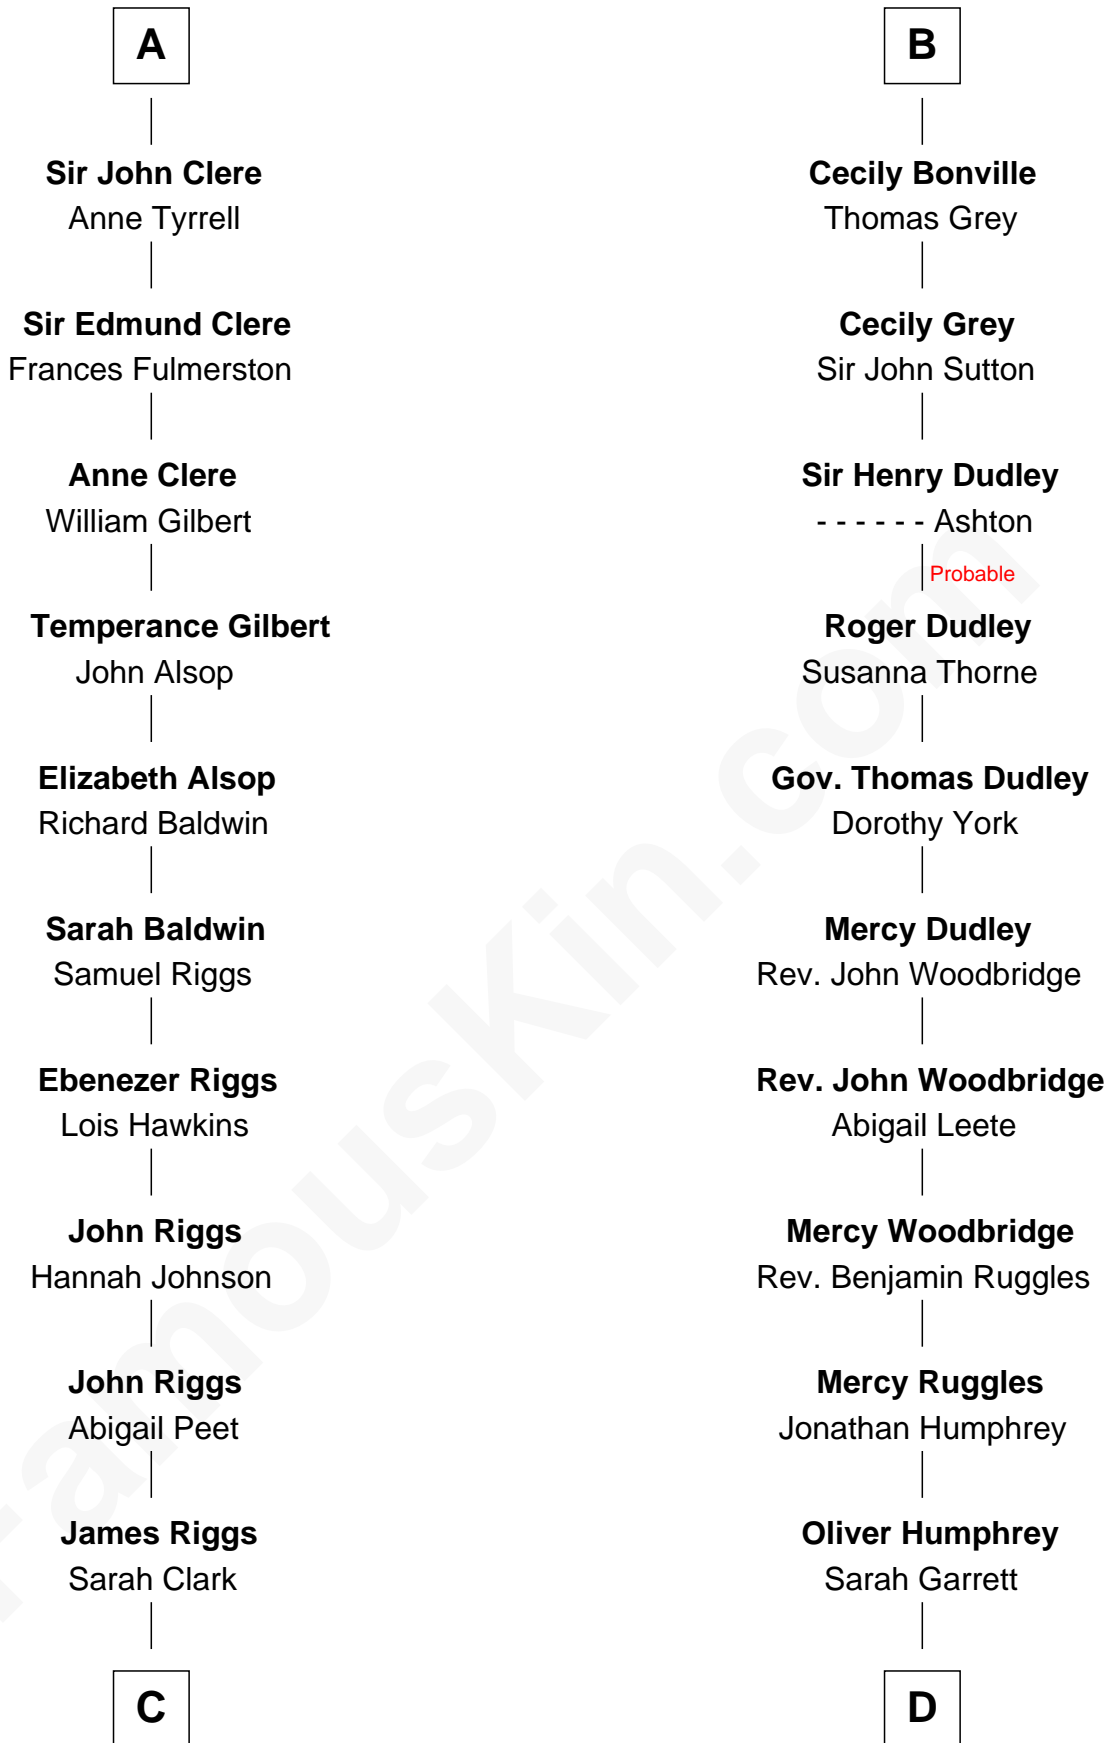 A
Sir John Clere
Anne Tyrrell
Sir Edmund Clere
Frances Fulmerston
Anne Clere
William Gilbert
Temperance Gilbert
John Alsop
Elizabeth Alsop
Richard Baldwin
Sarah Baldwin
Samuel Riggs
Ebenezer Riggs
Lois Hawkins
John Riggs
Hannah Johnson
John Riggs
Abigail Peet
James Riggs
Sarah Clark
C
B
Cecily Bonville
Thomas Grey
Cecily Grey
Sir John Sutton
Sir Henry Dudley
- - - - - - Ashton
Probable
Roger Dudley
Susanna Thorne
Gov. Thomas Dudley
Dorothy York
Mercy Dudley
Rev. John Woodbridge
Rev. John Woodbridge
Abigail Leete
Mercy Woodbridge
Rev. Benjamin Ruggles
Mercy Ruggles
Jonathan Humphrey
Oliver Humphrey
Sarah Garrett
D
FamousKin.com